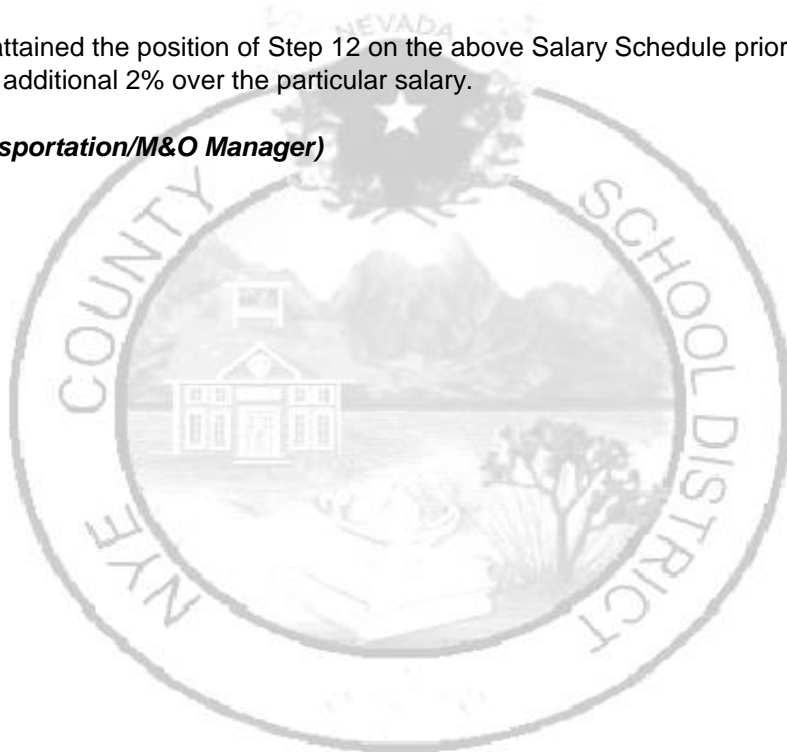 NEVADA
attained the position of Step 12 on the above Salary Schedule prior
additional 2% over the particular salary.
sportation/M&O Manager)
NYE COUNTY SCHOOL DISTRICT